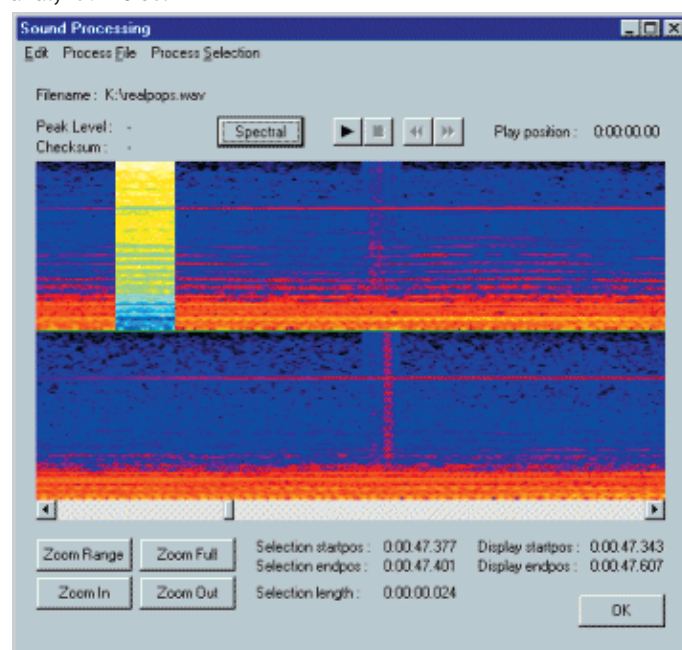 Sound Processing
Edit Process File Process Selection
Filename : K:\realpops.wav
Peak Level : -
Checksum : -
Spectral
Play position : 0:00:00.00
Zoom Range
Zoom Full
Selection startpos : 0:00.47.377
Display startpos : 0:00.47.343
Selection endpos : 0:00.47.401
Display endpos : 0:00.47.607
Zoom In
Zoom Out
Selection length : 0:00:00.024
OK